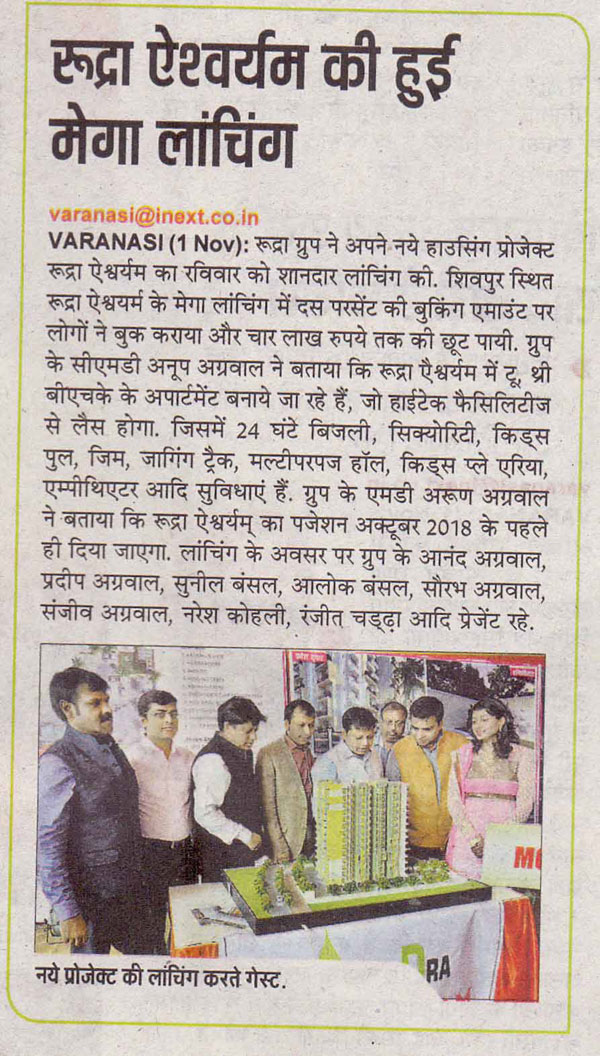 रूद्रा ऐश्वर्यम की हुई
मेगा लांचिंग
varanasi@inext.co.in
VARANASI (1 Nov): रूद्रा ग्रुप ने अपने नये हाउसिंग प्रोजेक्ट
रूद्रा ऐश्वर्यम का रविवार को शानदार लांचिंग की. शिवपुर स्थित
रूद्रा ऐश्वयर्म के मेगा लांचिंग में दस परसेंट की बुकिंग एमाउंट पर
लोगों ने बुक कराया और चार लाख रुपये तक की छूट पायी. ग्रुप
के सीएमडी अनूप अग्रवाल ने बताया कि रूद्रा ऐैश्वर्यम में टू, थ्री
बीएचके के अपार्टमेंट बनाये जा रहे हैं, जो हाईटेक फैसिलिटीज
से लैस होगा. जिसमें 24 घंटे बिजली, सिक्योरिटी, किड्स
पुल, जिम, जागिंग ट्रैक, मल्टीपरपज हॉल, किड्स प्ले एरिया,
एम्पीथिएटर आदि सुविधाएं हैं. ग्रुप के एमडी अरूण अग्रवाल
ने बताया कि रूद्रा ऐश्वर्यम् का पजेशन अक्टूबर 2018 के पहले
ही दिया जाएगा. लांचिंग के अवसर पर ग्रुप के आनंद अग्रवाल,
प्रदीप अग्रवाल, सुनील बंसल, आलोक बंसल, सौरभ अग्रवाल,
संजीव अग्रवाल, नरेश कोहली, रंजीत चड्ढ़ा आदि प्रेजेंट रहे.
DRA
नये प्रोजेक्ट की लांचिंग करते गेस्ट.